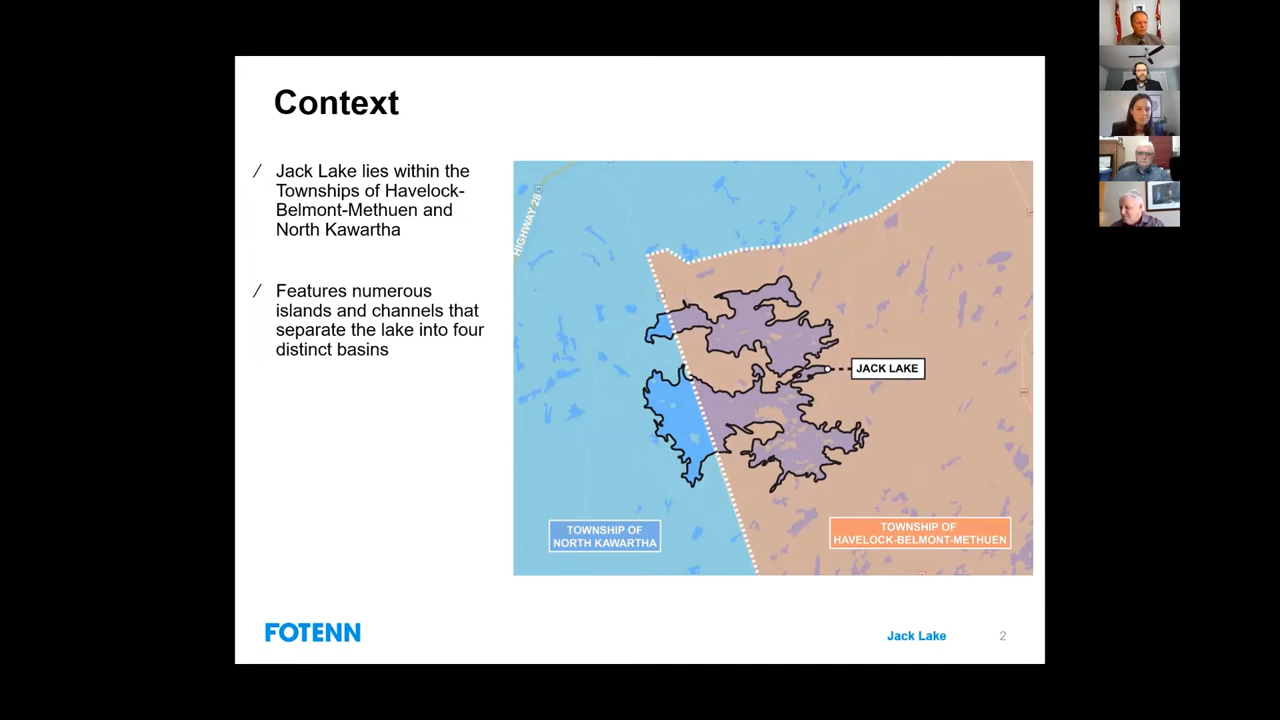 Context
/ Jack Lake lies within the
Townships of Havelock-
Belmont-Methuen and
North Kawartha
/ Features numerous
islands and channels that
separate the lake into four
distinct basins
HIGHWAY 28
JACK LAKE
TOWNSHIP OF
NORTH KAWARTHA
TOWNSHIP OF
HAVELOCK-BELMONT-METHUEN
FOTENN
Jack Lake
2